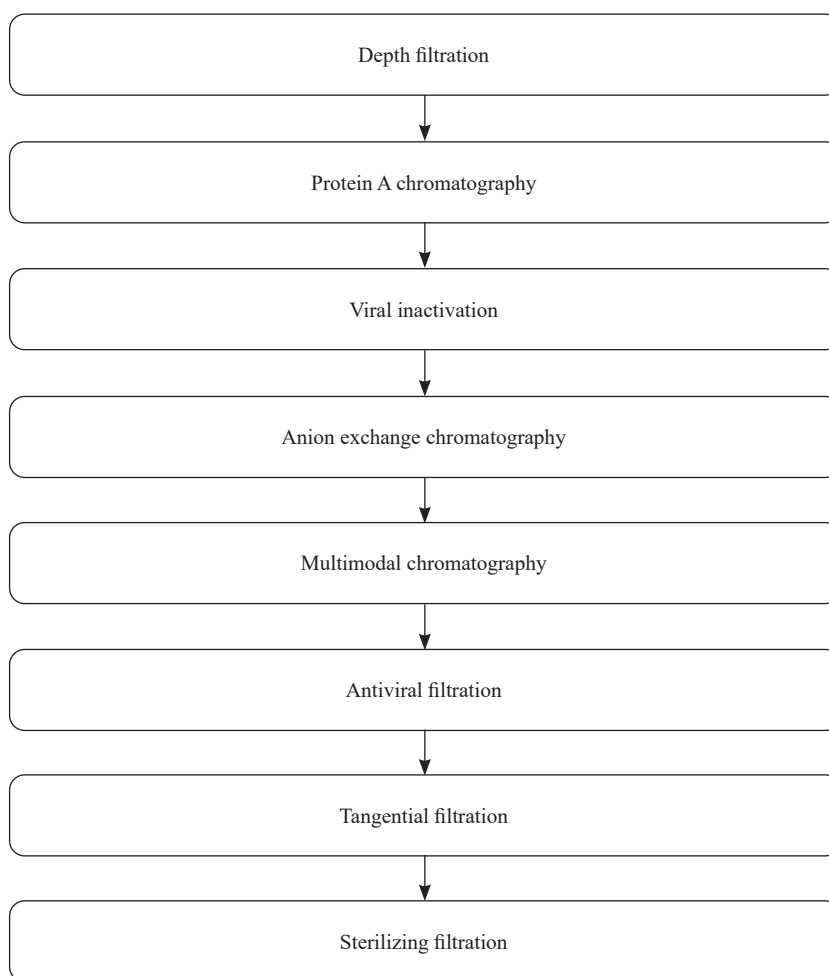 Depth filtration
Protein A chromatography
Viral inactivation
Anion exchange chromatography
Multimodal chromatography
Antiviral filtration
Tangential filtration
Sterilizing filtration